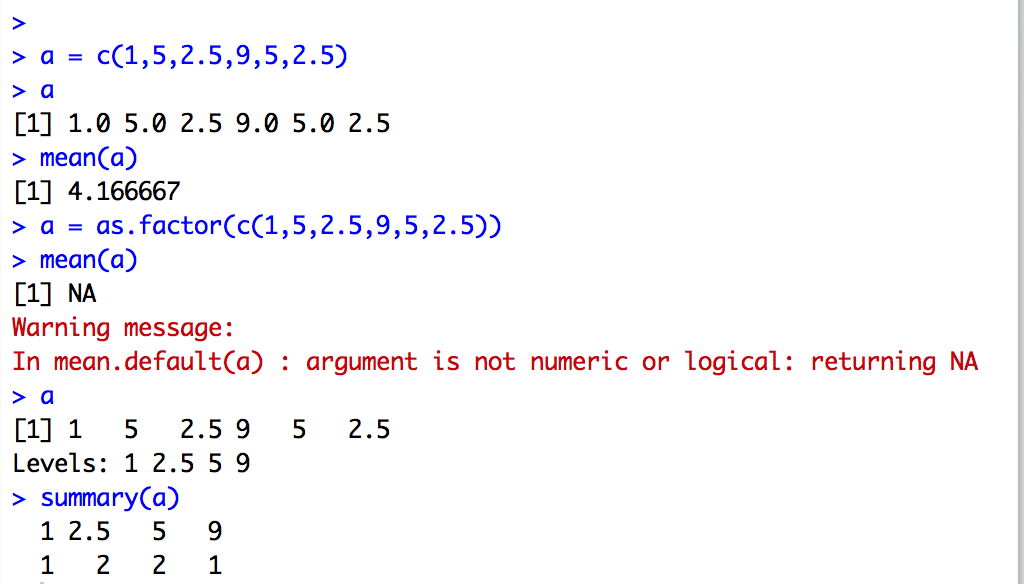 >
> a = c(1,5,2.5,9,5,2.5)
> a
[1] 1.0 5.0 2.5 9.0 5.0 2.5
> mean(a)
[1] 4.166667
> a = as.factor(c(1,5,2.5,9,5,2.5))
> mean(a)
[1] NA
Warning message:
In mean.default(a) : argument is not numeric or logical: returning NA
> a
[1] 1   5   2.5 9   5   2.5
Levels: 1 2.5 5 9
> summary(a)
  1 2.5   5   9
  1   2   2   1